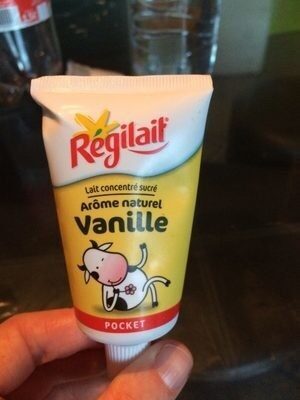 Régilait
Lait concentré sucré
Arôme naturel
Vanille
POCKET